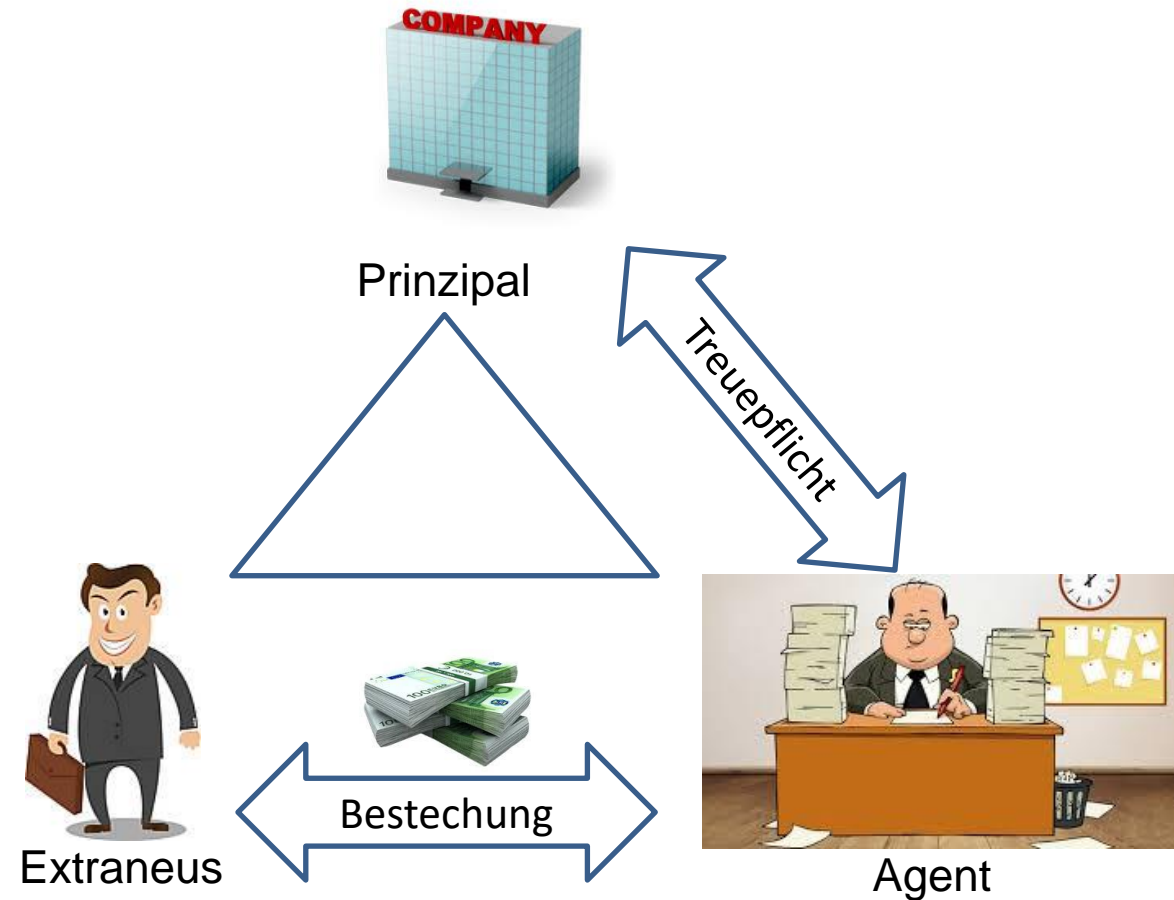 COMPANY
Prinzipal
Treuepflicht
Bestechung
Extraneus
Agent